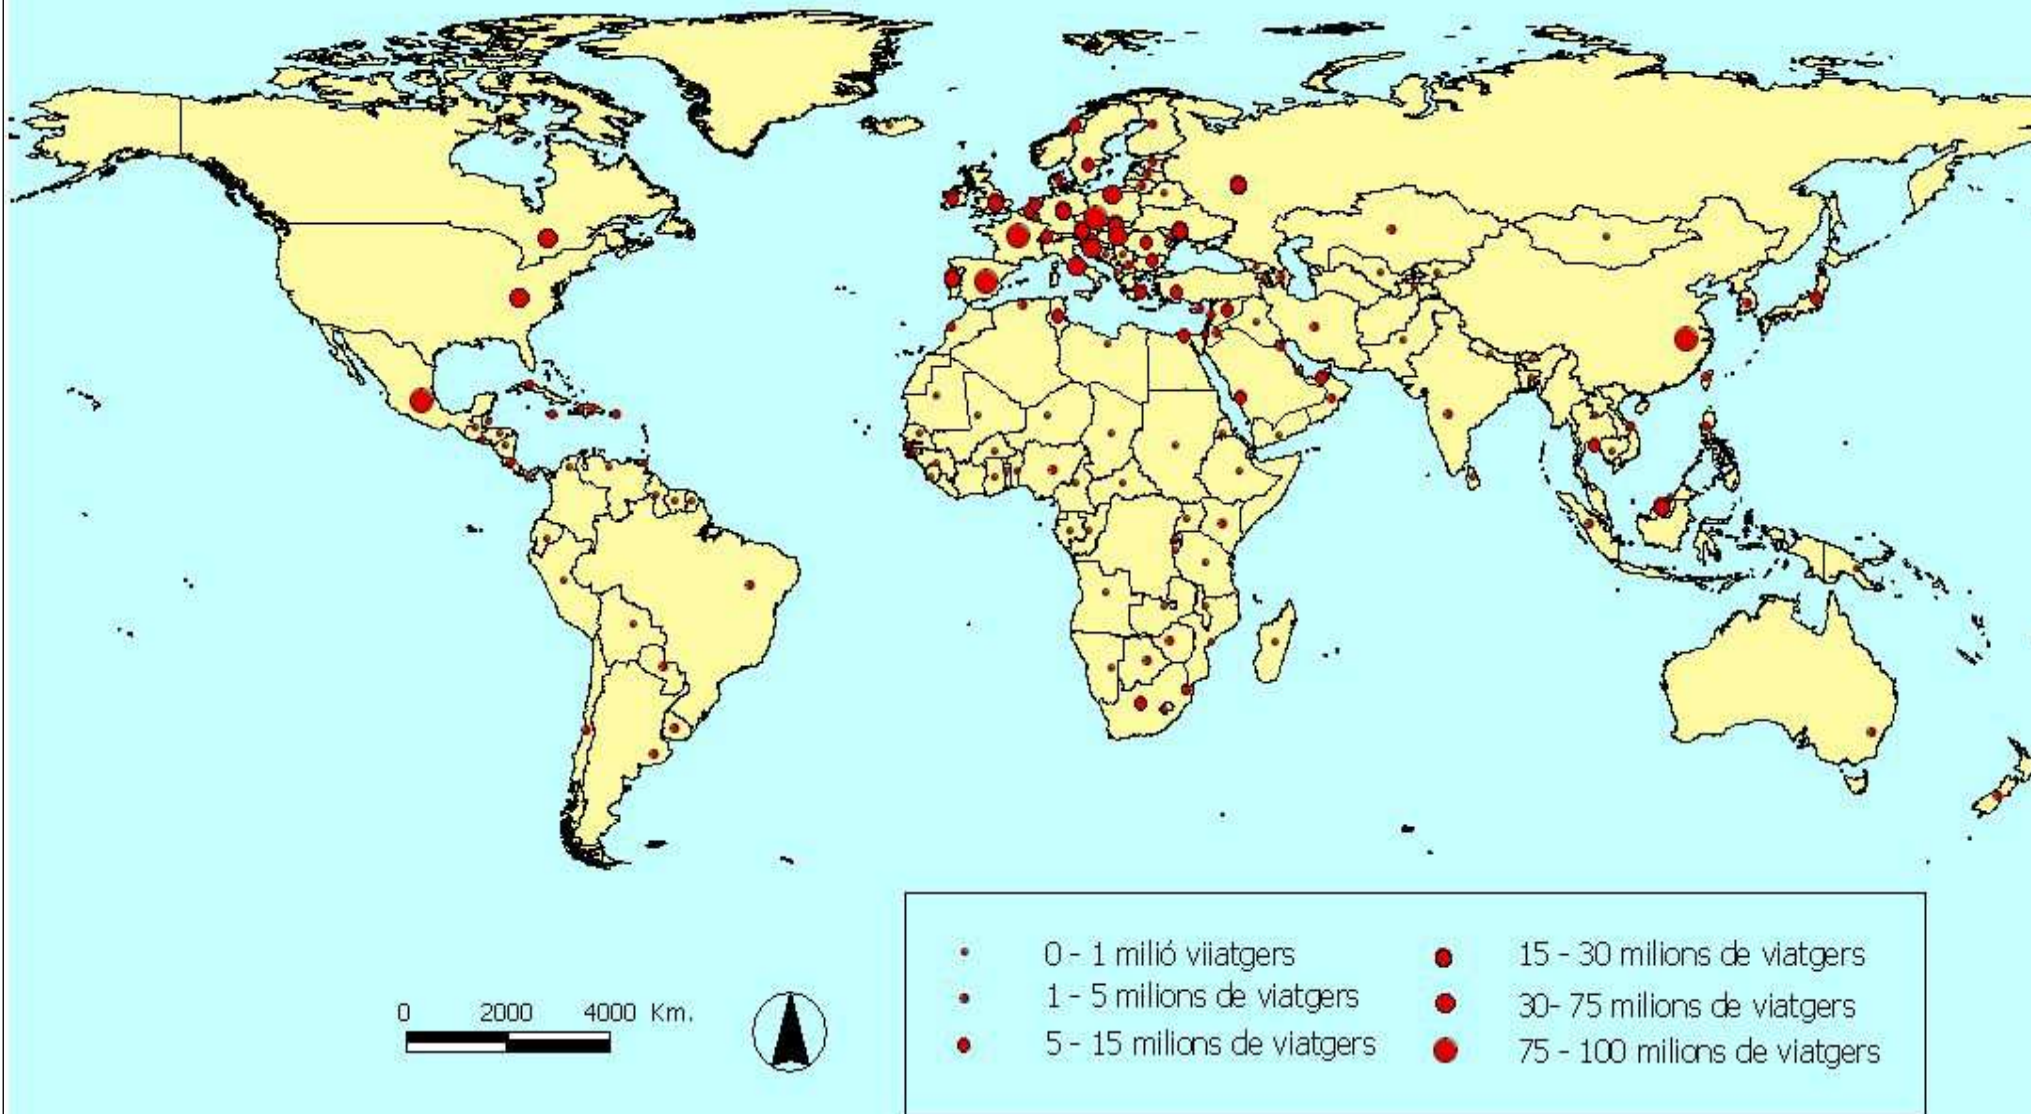 0 2000 4000 Km.
0 - 1 milió viiatgers
1 - 5 milions de viatgers
5 - 15 milions de viatgers
15 - 30 milions de viatgers
30- 75 milions de viatgers
75 - 100 milions de viatgers